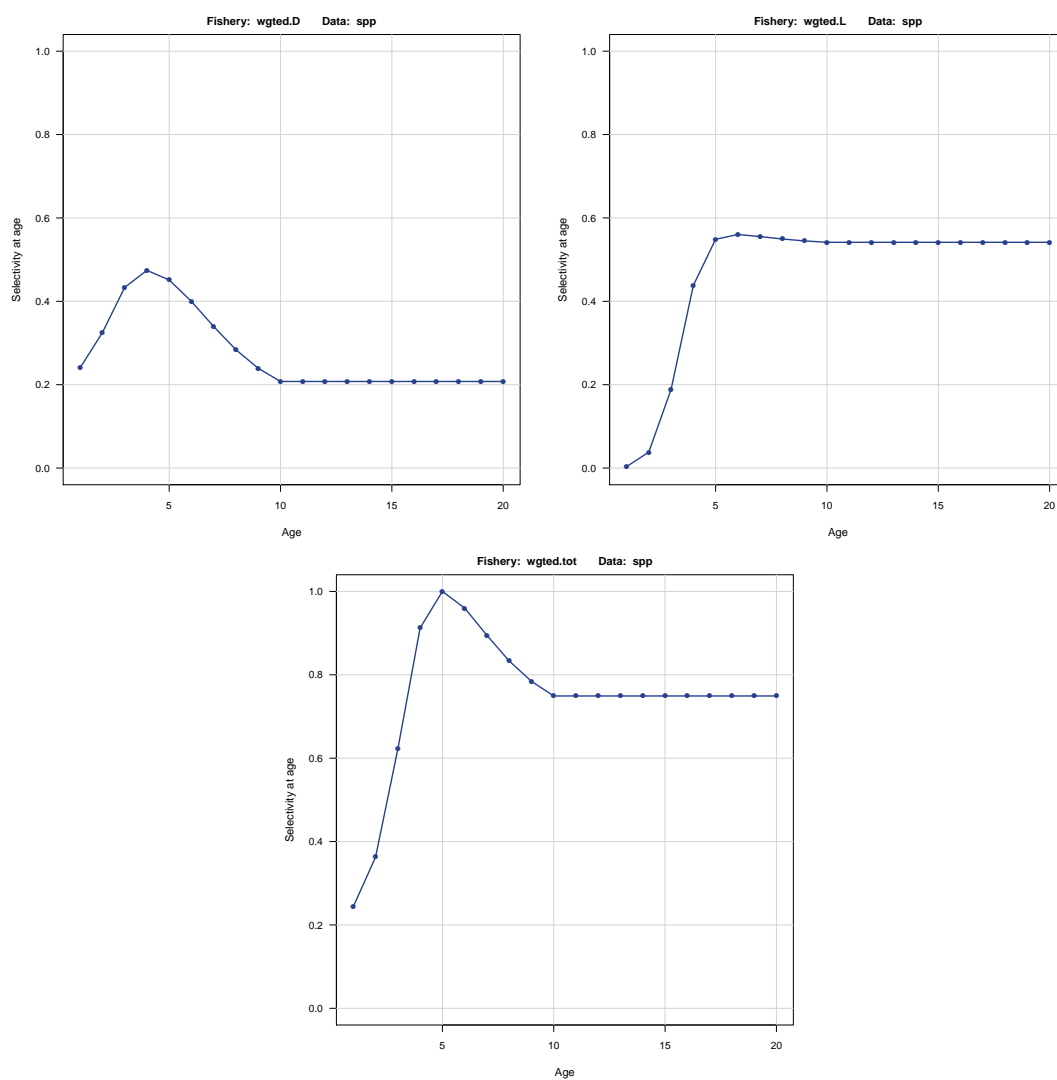 Fishery: wgted.D Data: spp
1.0
0.8
0.6
0.4
0.2
0.0
Selectivity at age
5 10 15 20
Age
Fishery: wgted.L Data: spp
1.0
0.8
0.6
0.4
0.2
0.0
Selectivity at age
5 10 15 20
Age
Fishery: wgted.tot Data: spp
1.0
0.8
0.6
0.4
0.2
0.0
Selectivity at age
5 10 15 20
Age